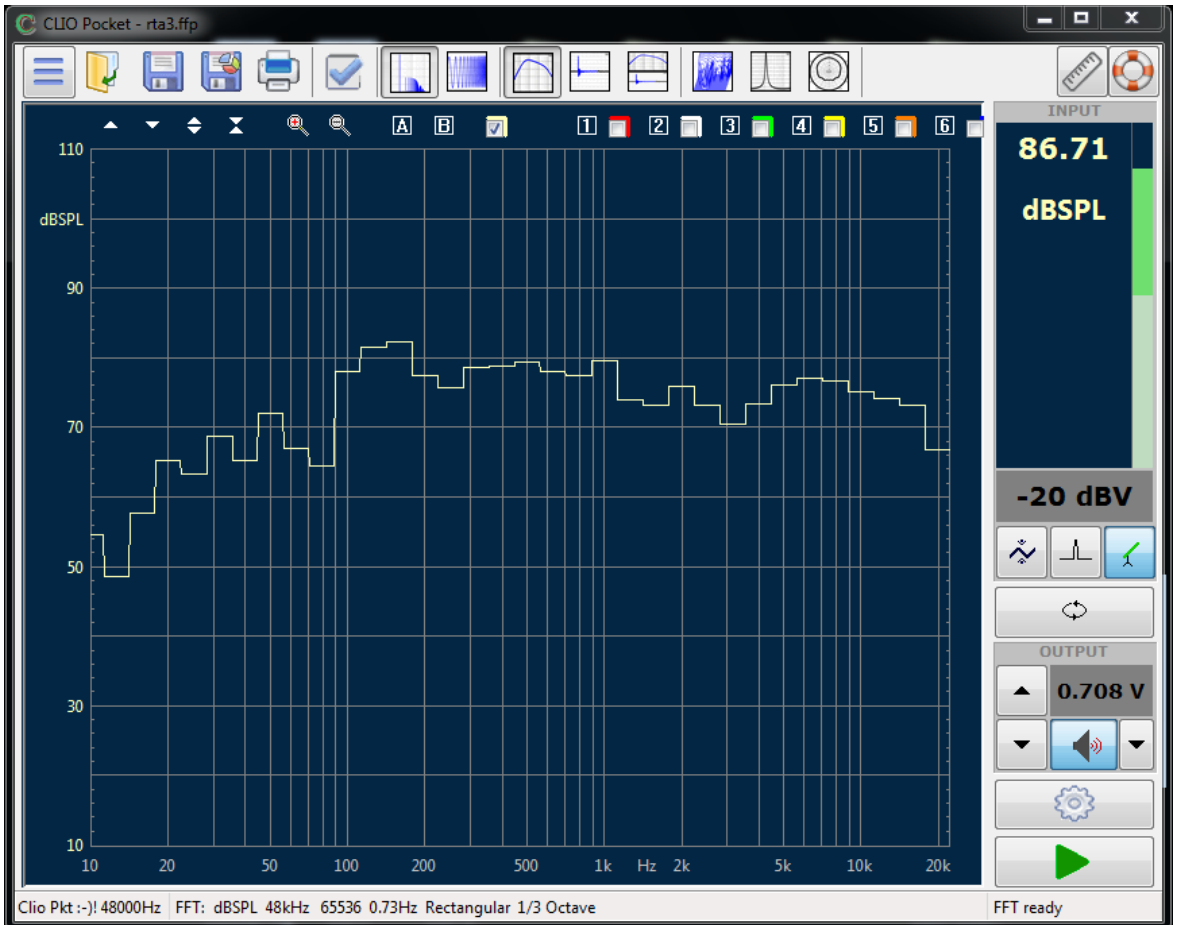 CLIO Pocket - rta3.ffp
A B 1 2 3 4 5 6
INPUT
86.71
dBSPL
110
dBSPL
90
70
50
30
10
10 20 50 100 200 500 1k Hz 2k 5k 10k 20k
-20 dBV
OUTPUT
0.708 V
Clio Pkt :-)! 48000Hz FFT: dBSPL 48kHz 65536 0.73Hz Rectangular 1/3 Octave FFT ready